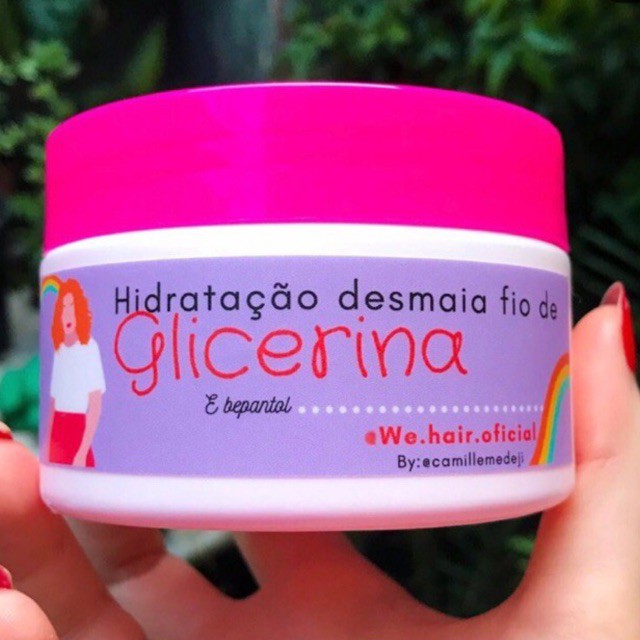 Hidratação desmaia fio de
Glicerina
E bepantol
@We.hair.oficial
By:@camillemedeji